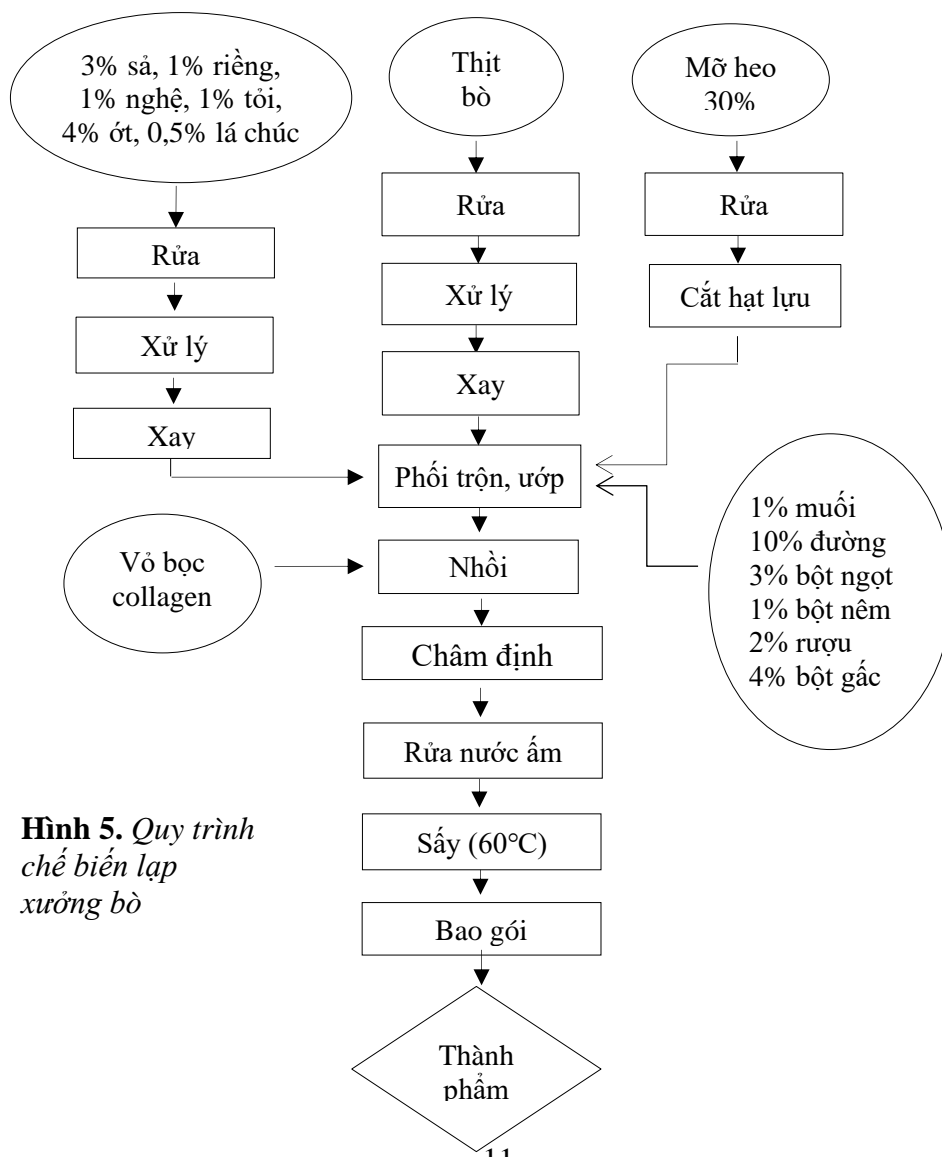 3% sả, 1% riềng,
1% nghệ, 1% tỏi,
4% ớt, 0,5% lá chúc
Thịt
bò
Mỡ heo
30%
Rửa
Xử lý
Xay
Rửa
Xử lý
Xay
Rửa
Cắt hạt lựu
Phối trộn, ướp
1% muối
10% đường
3% bột ngọt
1% bột nêm
2% rượu
4% bột gấc
Vỏ bọc
collagen
Nhồi
Châm định
Rửa nước ấm
Sấy (60°C)
Bao gói
Thành
phẩm
Hình 5. Quy trình
chế biến lạp
xưởng bò
11